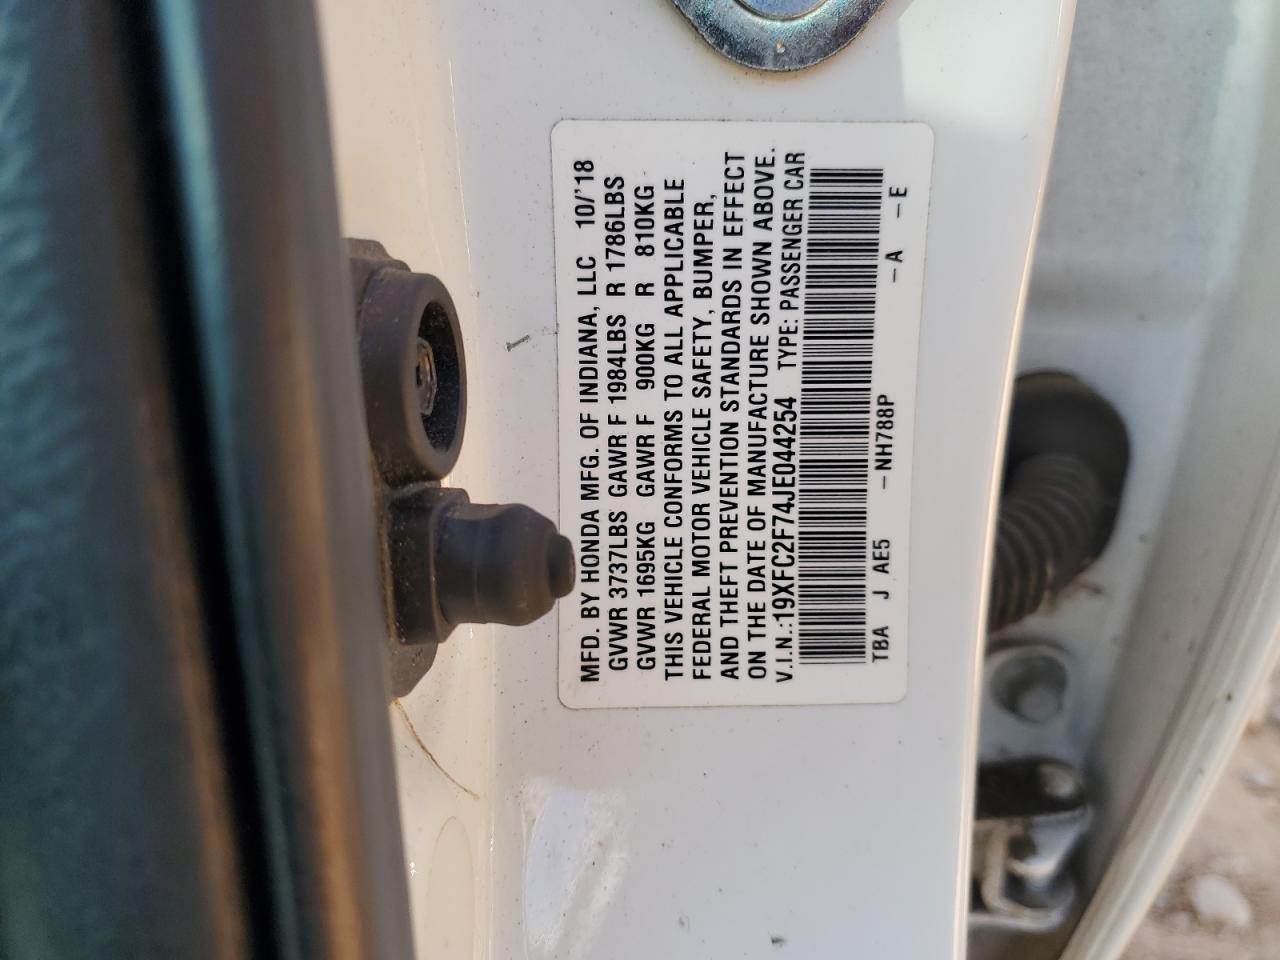 MFD. BY HONDA MFG. OF INDIANA, LLC 10/'18
GVWR 3737LBS GAWR F 1984LBS R 1786LBS
GVWR 1695KG GAWR F 900KG R 810KG
THIS VEHICLE CONFORMS TO ALL APPLICABLE
FEDERAL MOTOR VEHICLE SAFETY, BUMPER,
AND THEFT PREVENTION STANDARDS IN EFFECT
ON THE DATE OF MANUFACTURE SHOWN ABOVE.
V.I.N.:19XFC2F74JE044254 TYPE: PASSENGER CAR
TBA J AE5 -NH788P -A -E